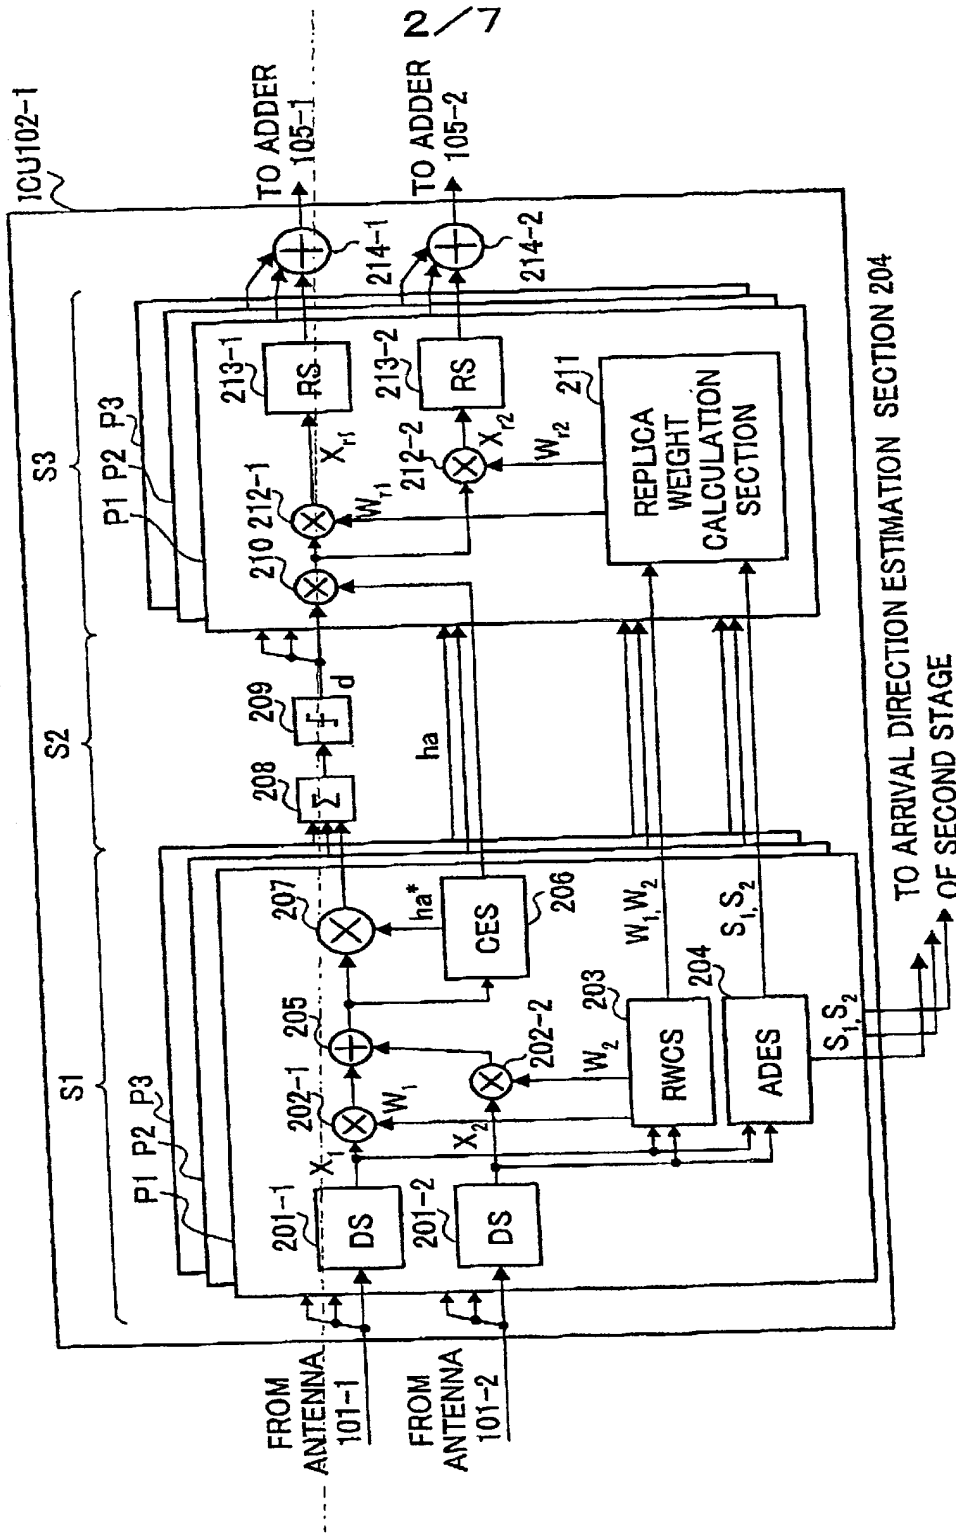 2/7
ICU102-1
S1
S2
S3
P1 P2 P3
P1 P2 P3
FROM
ANTENNA
101-1
FROM
ANTENNA
101-2
201-1
DS
201-2
DS
X1
X2
202-1
202-2
W1
W2
205
207
ha*
CES
206
203
RWCS
204
ADES
S1, S2
W1, W2
S1, S2
208
Σ
209
d
ha
210
212-1
Wr1
Xr1
212-2
Wr2
Xr2
213-1
RS
213-2
RS
211
REPLICA
WEIGHT
CALCULATION
SECTION
214-1
214-2
TO ADDER
105-1
TO ADDER
105-2
TO ARRIVAL DIRECTION ESTIMATION SECTION 204
OF SECOND STAGE